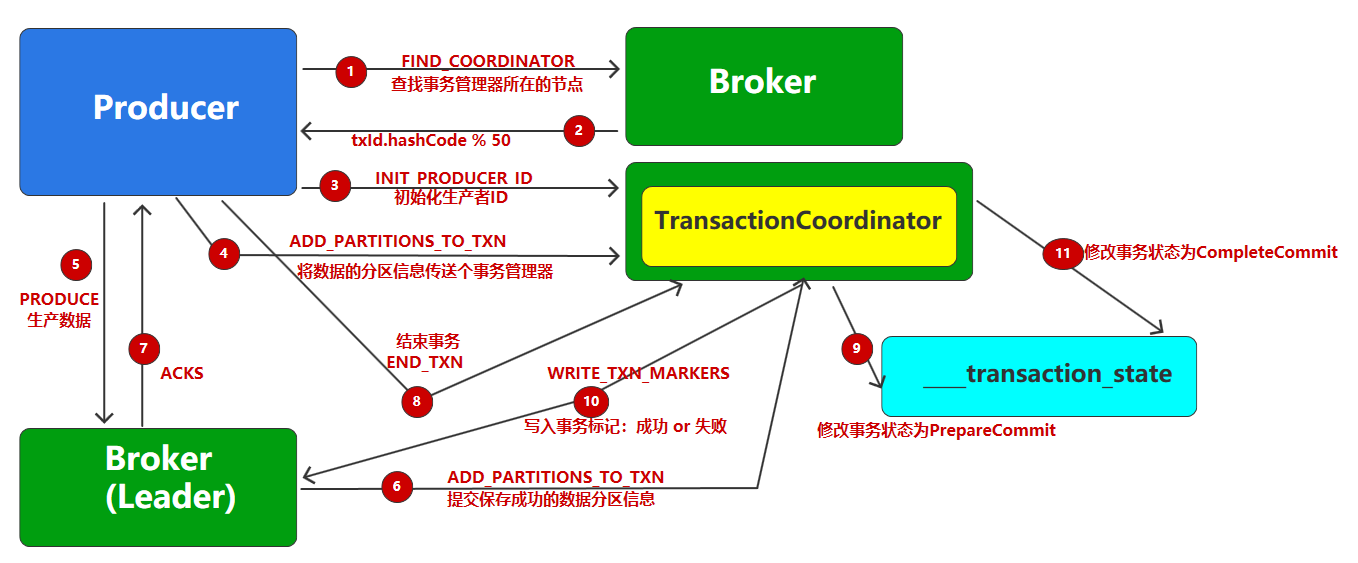 Producer
1
FIND_COORDINATOR
查找事务管理器所在的节点
Broker
2
txId.hashCode % 50
3
INIT_PRODUCER_ID
初始化生产者ID
TransactionCoordinator
4
ADD_PARTITIONS_TO_TXN
将数据的分区信息传送个事务管理器
5
PRODUCE
生产数据
7
ACKS
结束事务
END_TXN
8
WRITE_TXN_MARKERS
10
写入事务标记：成功 or 失败
9
修改事务状态为PrepareCommit
11
修改事务状态为CompleteCommit
___transaction_state
Broker
(Leader)
6
ADD_PARTITIONS_TO_TXN
提交保存成功的数据分区信息